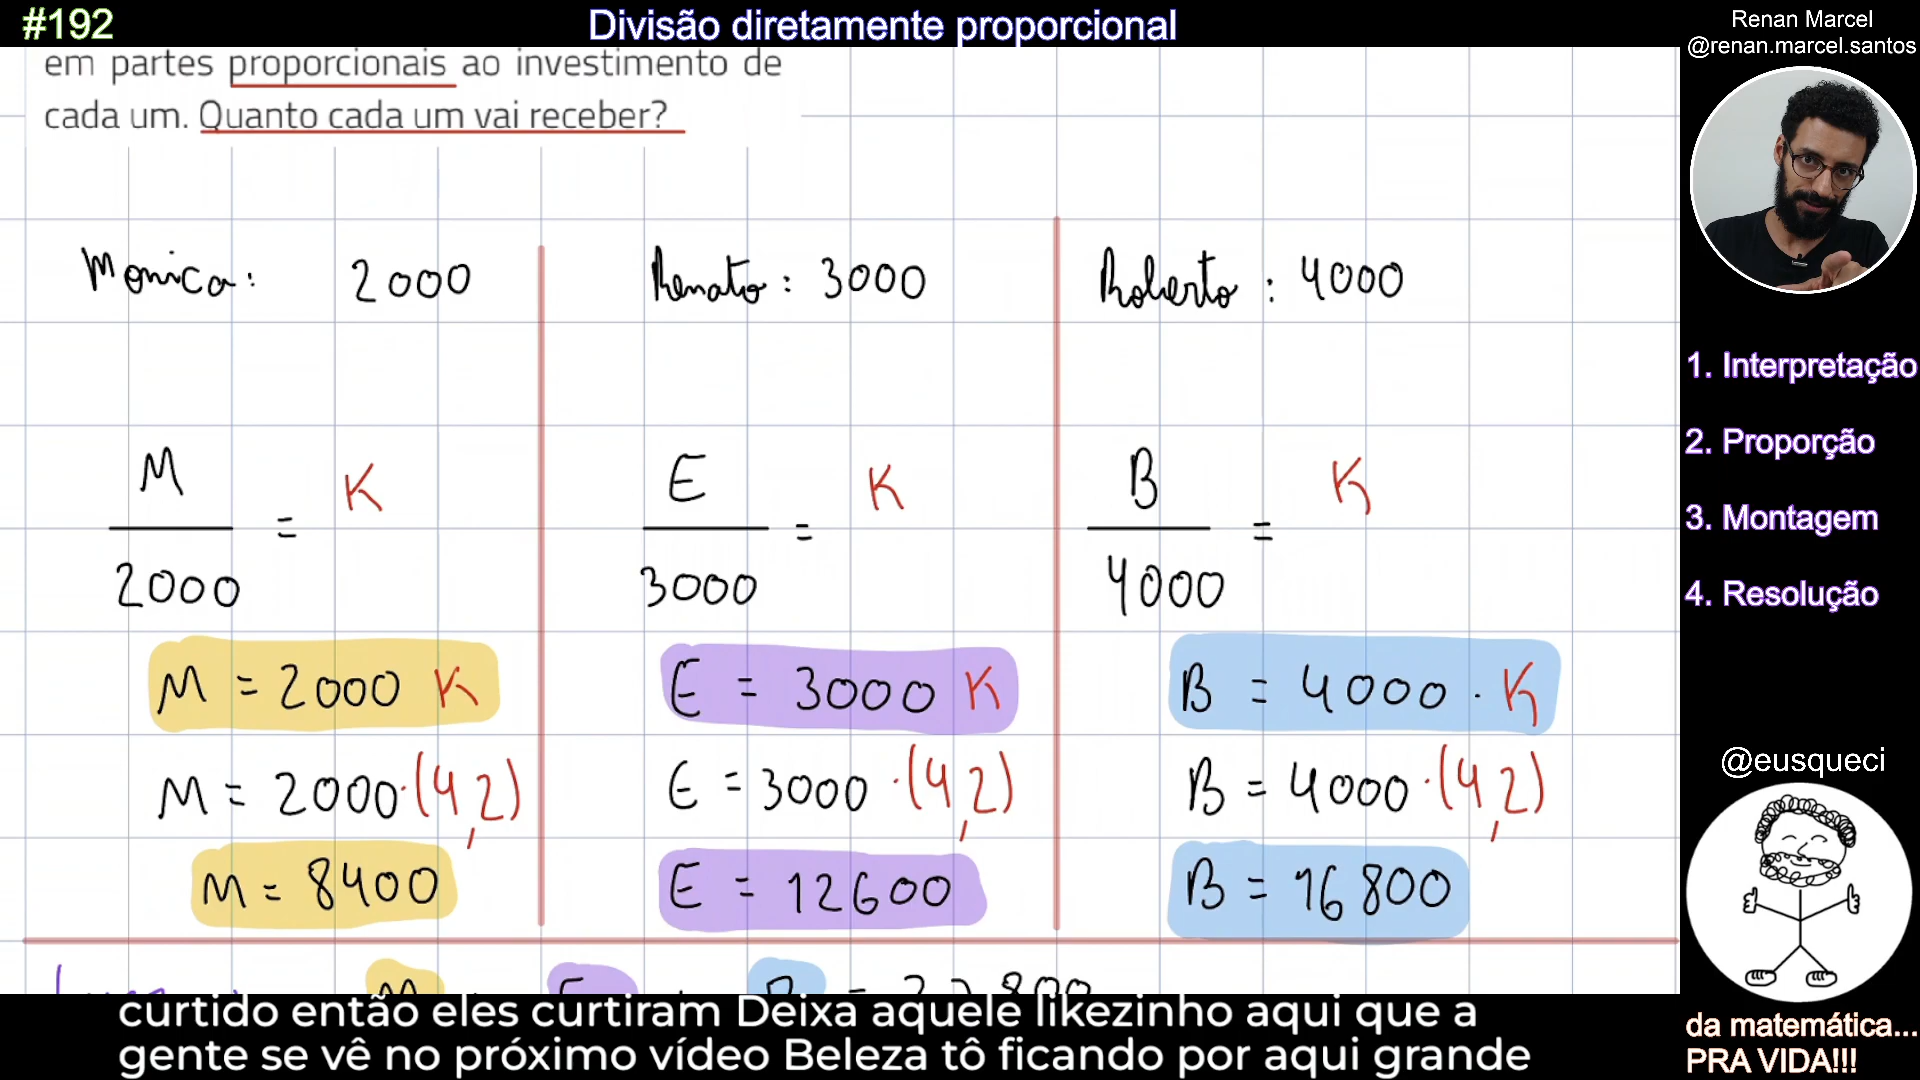 #192
Divisão diretamente proporcional
Renan Marcel
@renan.marcel.santos
em partes proporcionais ao investimento de
cada um. Quanto cada um vai receber?
Monica: 2000
Renato: 3000
Roberto: 4000
M / 2000 = K
E / 3000 = K
B / 4000 = K
M = 2000 K
E = 3000 K
B = 4000 . K
M = 2000.(4,2)
E = 3000.(4,2)
B = 4000.(4,2)
M = 8400
E = 12600
B = 16800
1. Interpretação
2. Proporção
3. Montagem
4. Resolução
@eusqueci
da matemática...
PRA VIDA!!!
curtido então eles curtiram Deixa aquele likezinho aqui que a
gente se vê no próximo vídeo Beleza tô ficando por aqui grande